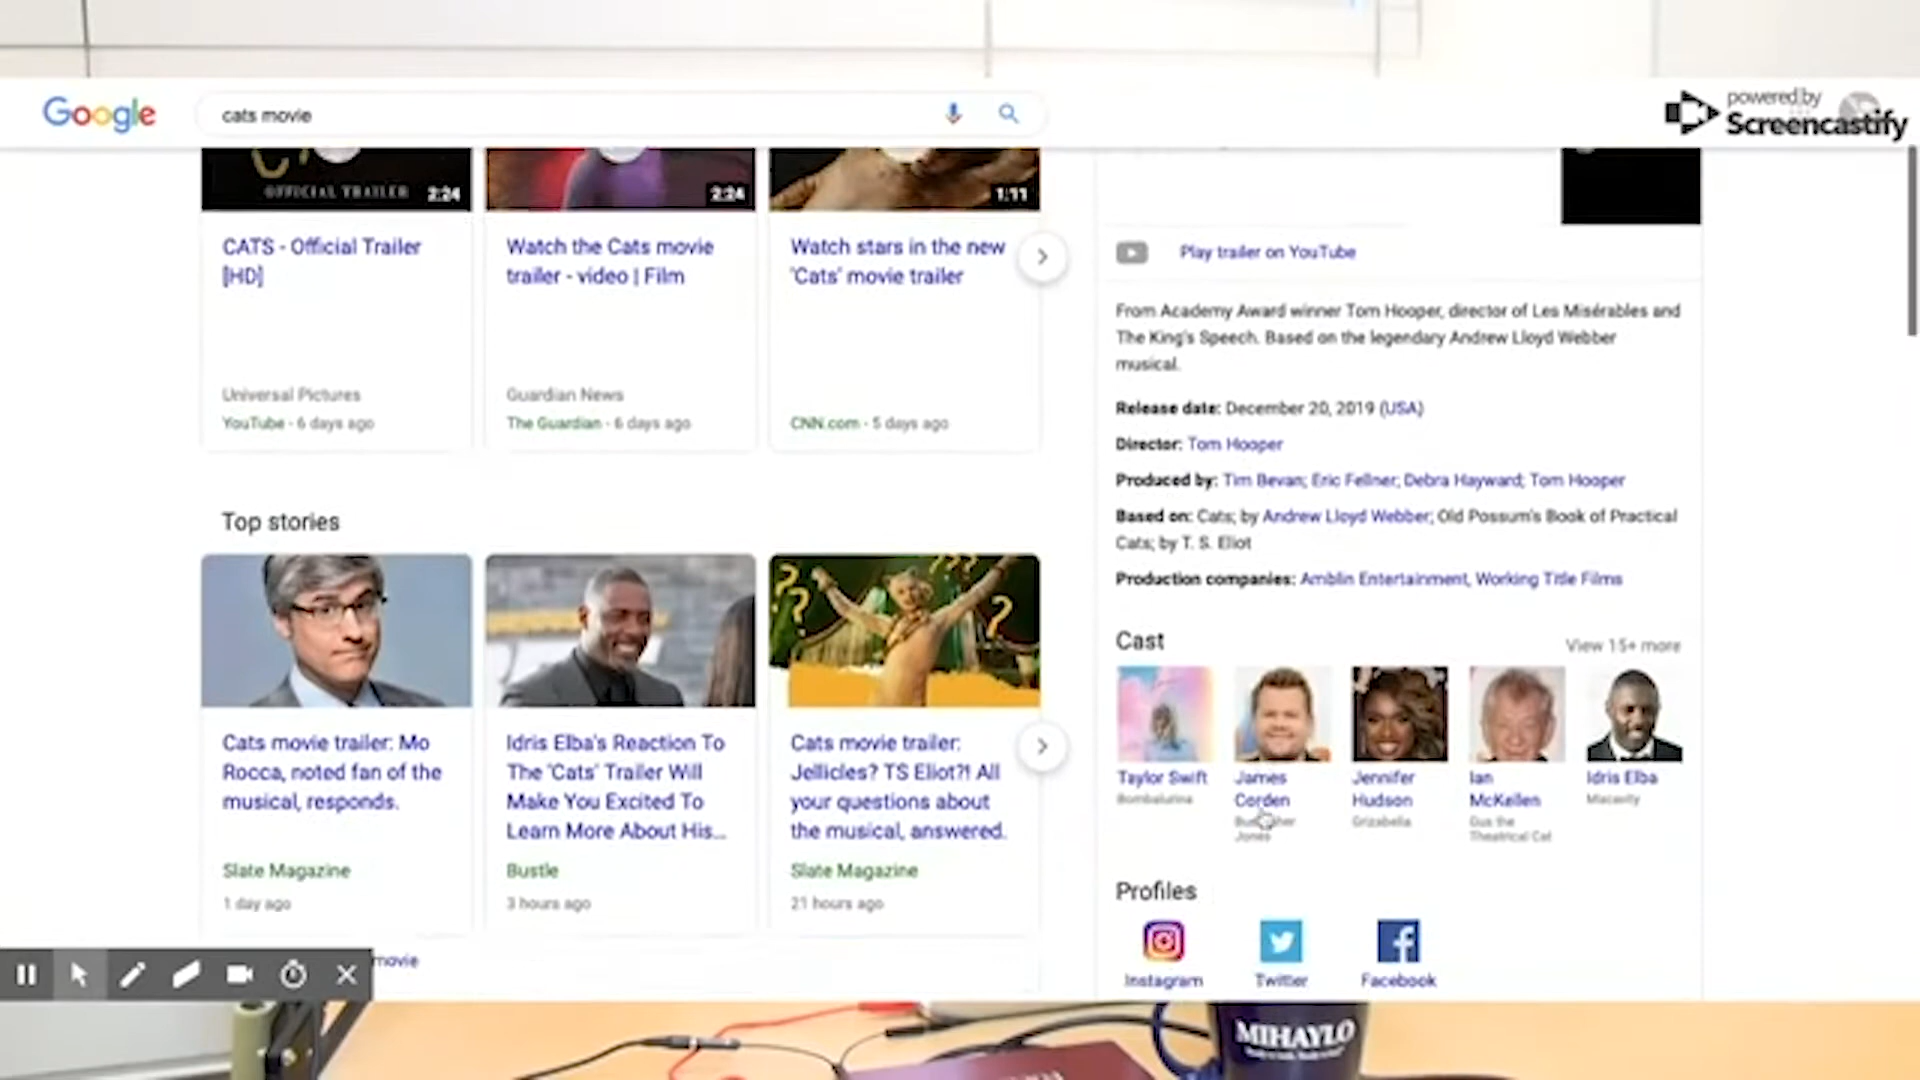 Google
cats movie
powered by
Screencastify
OFFICIAL TRAILER
2:24
2:24
1:11
CATS - Official Trailer
[HD]
Universal Pictures
YouTube - 6 days ago
Watch the Cats movie
trailer - video | Film
Guardian News
The Guardian - 6 days ago
Watch stars in the new
'Cats' movie trailer
CNN.com - 5 days ago
Top stories
Cats movie trailer: Mo
Rocca, noted fan of the
musical, responds.
Slate Magazine
1 day ago
Idris Elba's Reaction To
The 'Cats' Trailer Will
Make You Excited To
Learn More About His...
Bustle
3 hours ago
Cats movie trailer:
Jellicles? TS Eliot?! All
your questions about
the musical, answered.
Slate Magazine
21 hours ago
movie
Play trailer on YouTube
From Academy Award winner Tom Hooper, director of Les Misérables and
The King's Speech. Based on the legendary Andrew Lloyd Webber
musical.
Release date: December 20, 2019 (USA)
Director: Tom Hooper
Produced by: Tim Bevan; Eric Fellner; Debra Hayward; Tom Hooper
Based on: Cats; by Andrew Lloyd Webber; Old Possum's Book of Practical
Cats; by T. S. Eliot
Production companies: Amblin Entertainment, Working Title Films
Cast
View 15+ more
Taylor Swift
Bombalurina
James
Corden
Jones
Jennifer
Hudson
Grizabella
Ian
McKellen
Gus the
Theatrical Cat
Idris Elba
Macavity
Profiles
Instagram
Twitter
Facebook
MIHAYLO